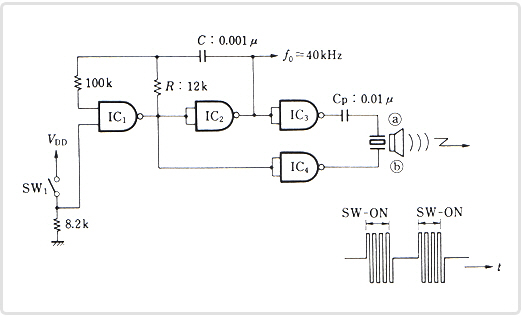 C : 0.001 μ
f₀ ≃ 40kHz
100k
R : 12k
Cp : 0.01 μ
IC₁
IC₂
IC₃
ⓐ
V_DD
IC₄
ⓑ
SW₁
8.2k
SW-ON SW-ON
t